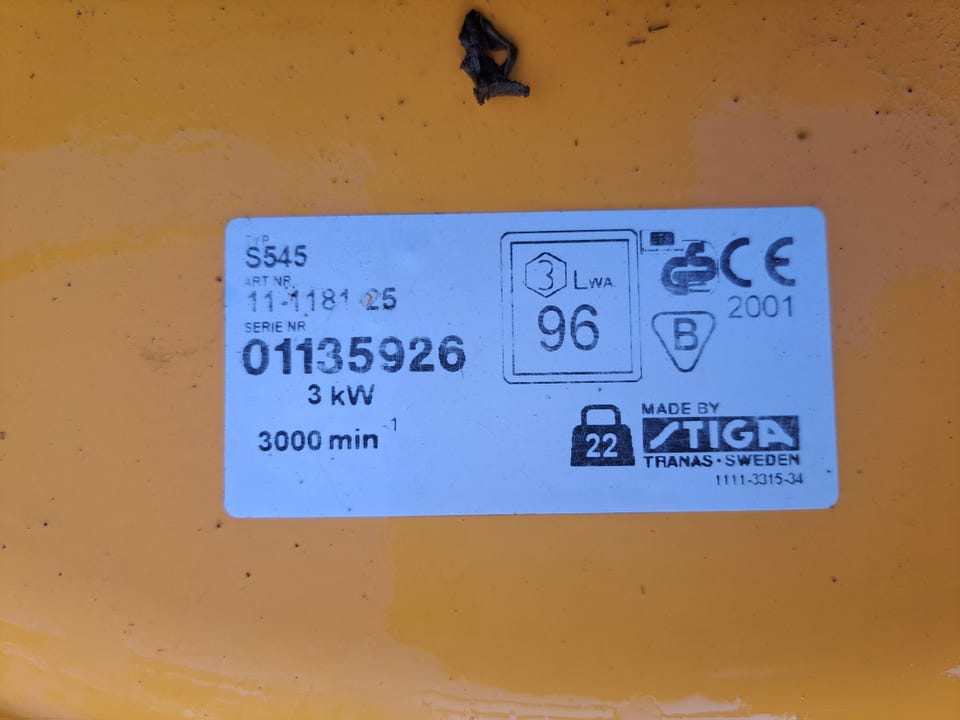 TYP
S545
ART NR.
11-1181-25
SERIE NR
01135926
3 kW
3000 min -1
3 LWA
96
CE
2001
B
22
MADE BY
STIGA
TRANAS · SWEDEN
1111-3315-34